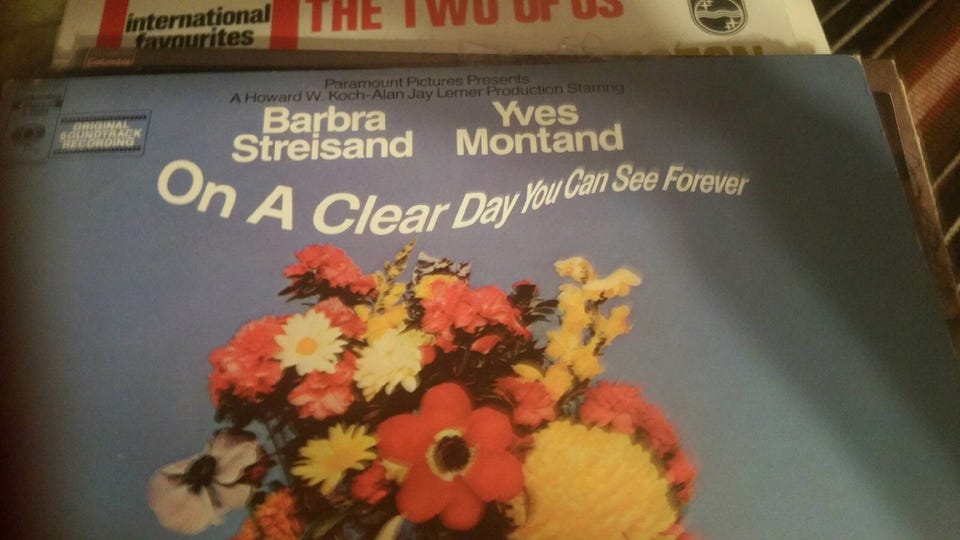 international
favourites
THE TWO OF US
Columbia
Paramount Pictures Presents
A Howard W. Koch-Alan Jay Lerner Production Starring
ORIGINAL
SOUNDTRACK
RECORDING
Barbra
Streisand
Yves
Montand
On A Clear Day You Can See Forever